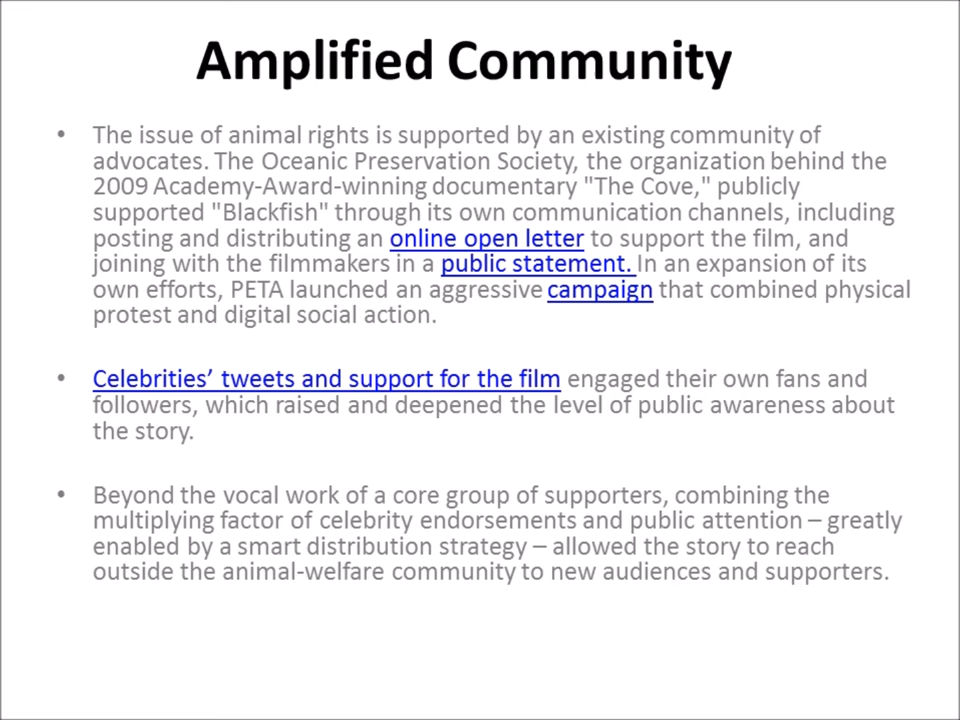 Amplified Community
• The issue of animal rights is supported by an existing community of
advocates. The Oceanic Preservation Society, the organization behind the
2009 Academy-Award-winning documentary "The Cove," publicly
supported "Blackfish" through its own communication channels, including
posting and distributing an online open letter to support the film, and
joining with the filmmakers in a public statement. In an expansion of its
own efforts, PETA launched an aggressive campaign that combined physical
protest and digital social action.
• Celebrities’ tweets and support for the film engaged their own fans and
followers, which raised and deepened the level of public awareness about
the story.
• Beyond the vocal work of a core group of supporters, combining the
multiplying factor of celebrity endorsements and public attention – greatly
enabled by a smart distribution strategy – allowed the story to reach
outside the animal-welfare community to new audiences and supporters.